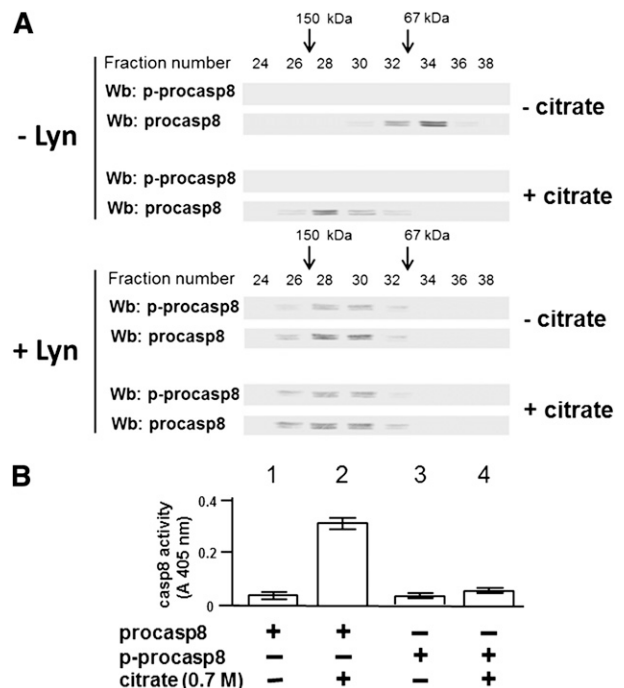 A
150 kDa 67 kDa
Fraction number 24 26 28 30 32 34 36 38
Wb: p-procasp8
- citrate
Wb: procasp8
- Lyn
Wb: p-procasp8
+ citrate
Wb: procasp8
150 kDa 67 kDa
Fraction number 24 26 28 30 32 34 36 38
Wb: p-procasp8
- citrate
Wb: procasp8
+ Lyn
Wb: p-procasp8
+ citrate
Wb: procasp8
B
1 2 3 4
casp8 activity
(A 405 nm)
0.4
0.2
0
procasp8 + + − −
p-procasp8 − − + +
citrate (0.7 M) − + − +